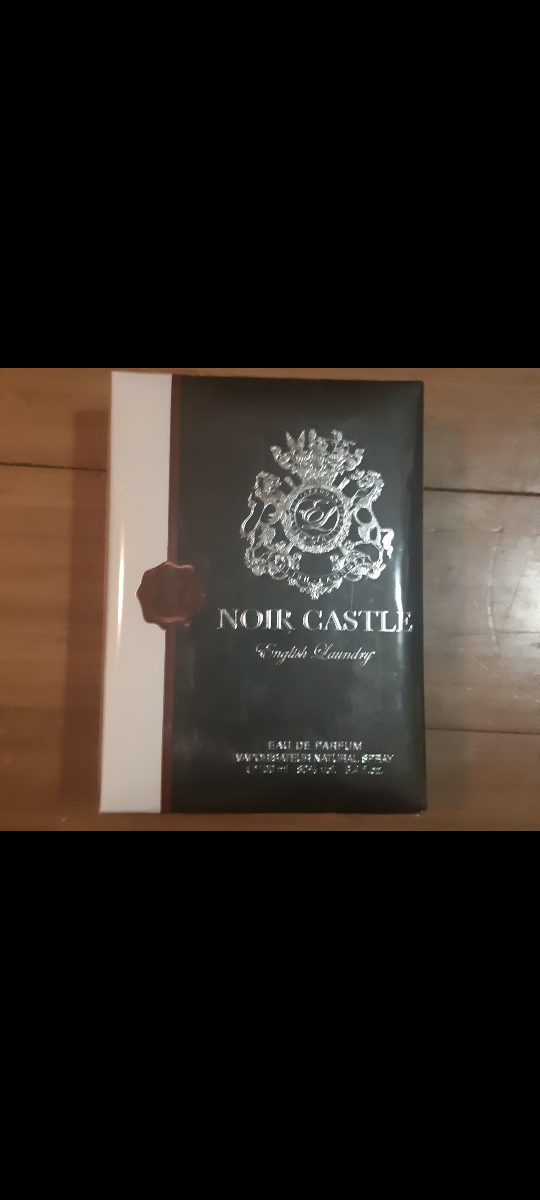 NOIR CASTLE
English Laundry
EAU DE PARFUM
VAPORISATEUR NATURAL SPRAY